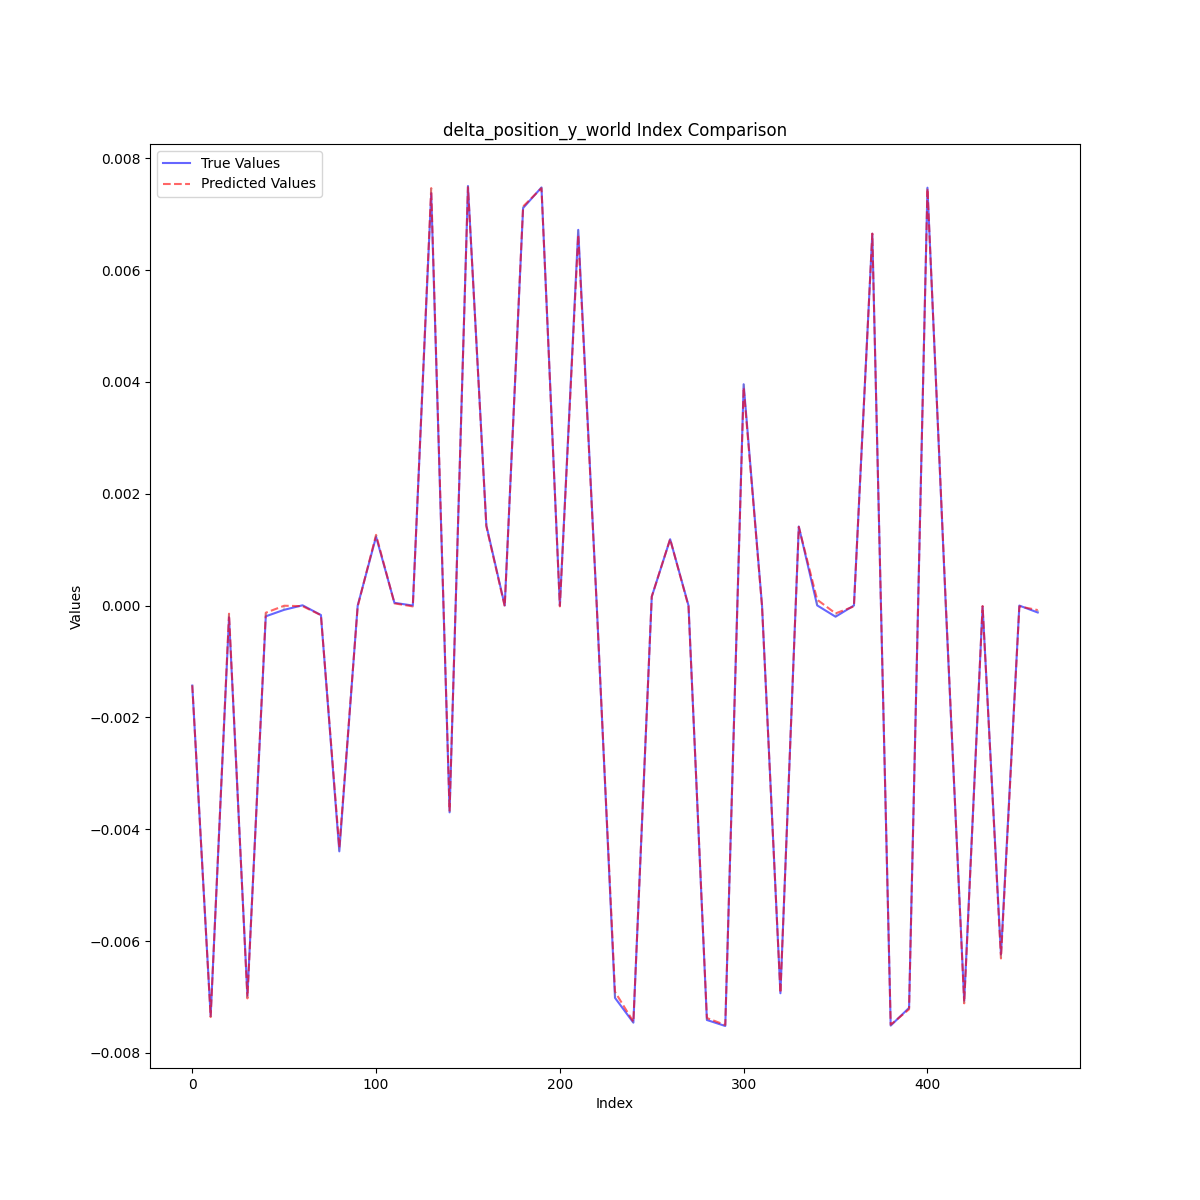 delta_position_y_world Index Comparison
True Values
Predicted Values
0.008
0.006
0.004
0.002
0.000
−0.002
−0.004
−0.006
−0.008
Values
0
100
200
300
400
Index